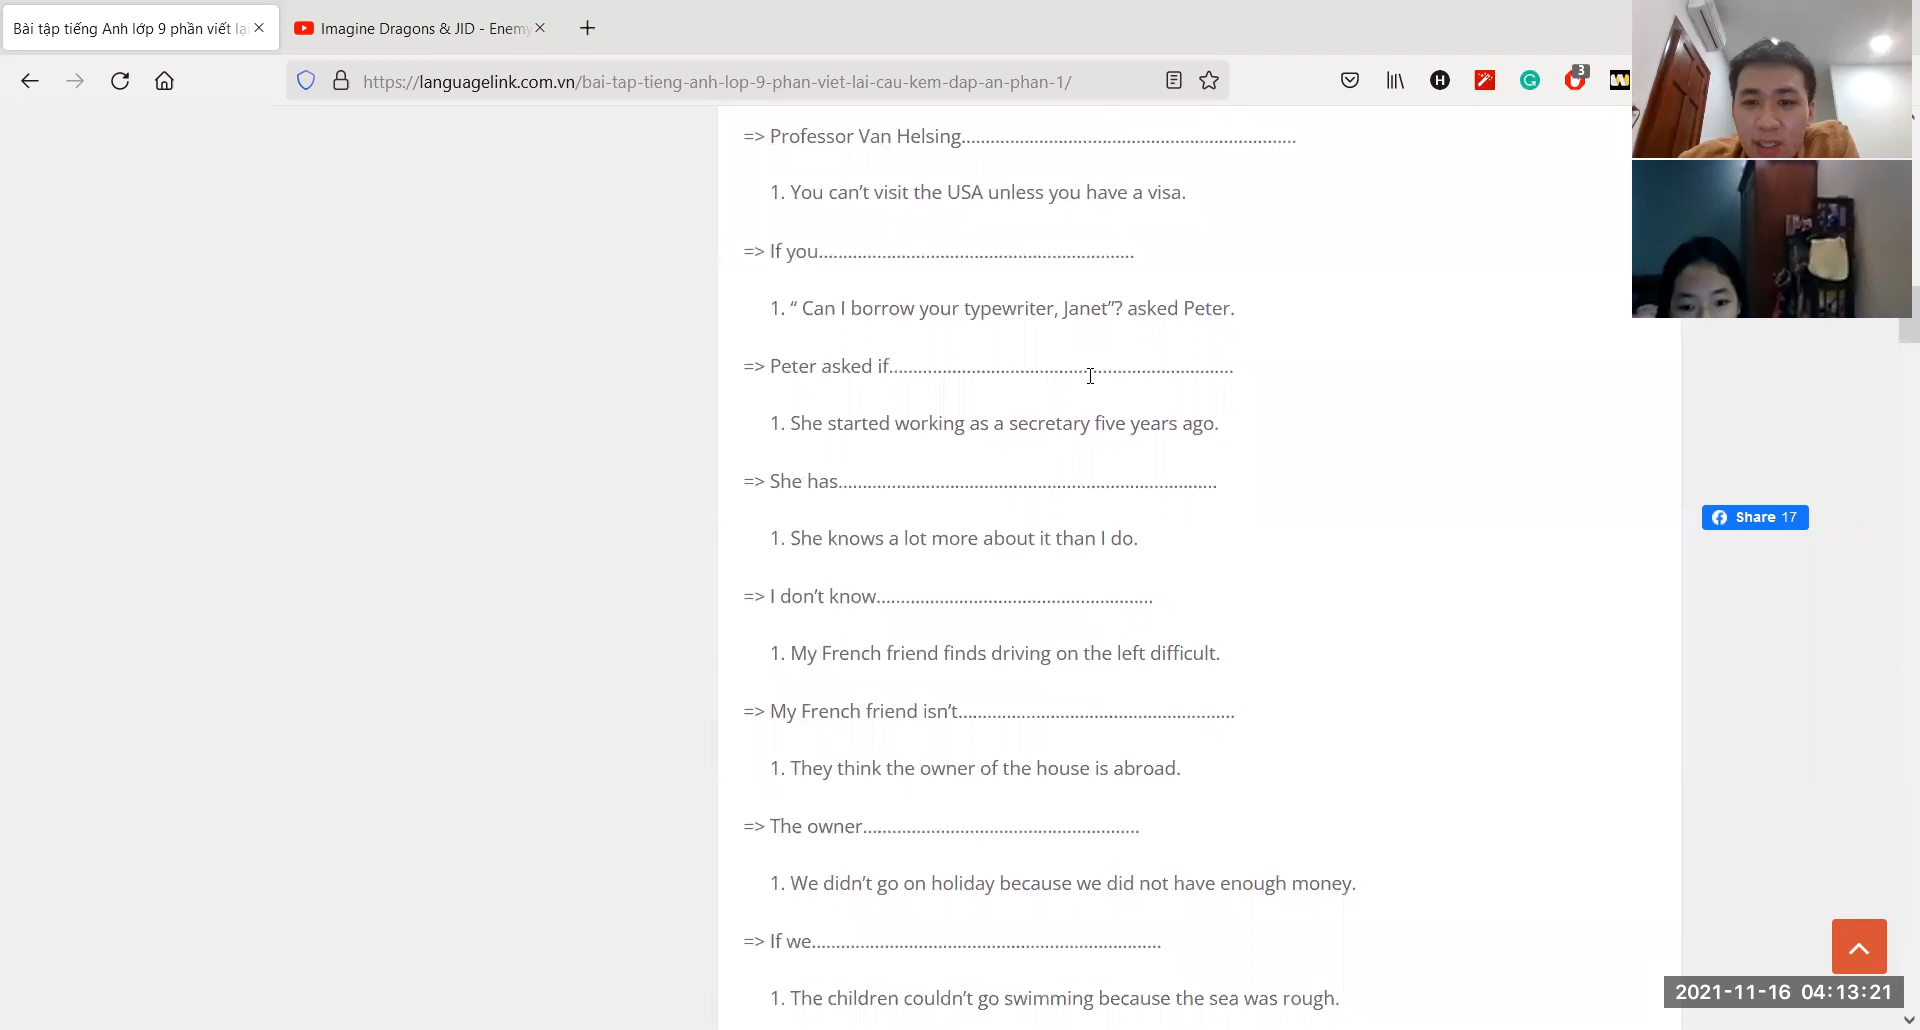 Bài tập tiếng Anh lớp 9 phần viết lại
Imagine Dragons & JID - Enemy
https://languagelink.com.vn/bai-tap-tieng-anh-lop-9-phan-viet-lai-cau-kem-dap-an-phan-1/
3
=> Professor Van Helsing.....................................................................
1. You can’t visit the USA unless you have a visa.
=> If you.................................................................
1. “ Can I borrow your typewriter, Janet”? asked Peter.
=> Peter asked if.......................................................................
1. She started working as a secretary five years ago.
=> She has..............................................................................
1. She knows a lot more about it than I do.
=> I don’t know.........................................................
1. My French friend finds driving on the left difficult.
=> My French friend isn’t.........................................................
1. They think the owner of the house is abroad.
=> The owner.........................................................
1. We didn’t go on holiday because we did not have enough money.
=> If we........................................................................
1. The children couldn’t go swimming because the sea was rough.
Share 17
2021-11-16 04:13:21